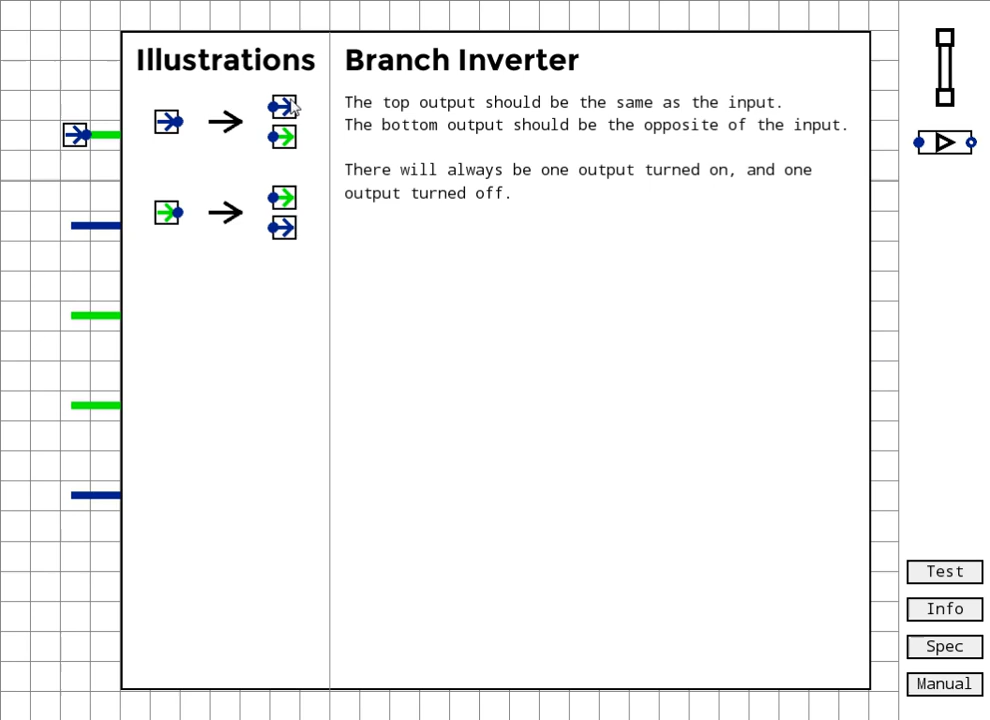 Illustrations
Branch Inverter
The top output should be the same as the input.
The bottom output should be the opposite of the input.
There will always be one output turned on, and one
output turned off.
Test
Info
Spec
Manual